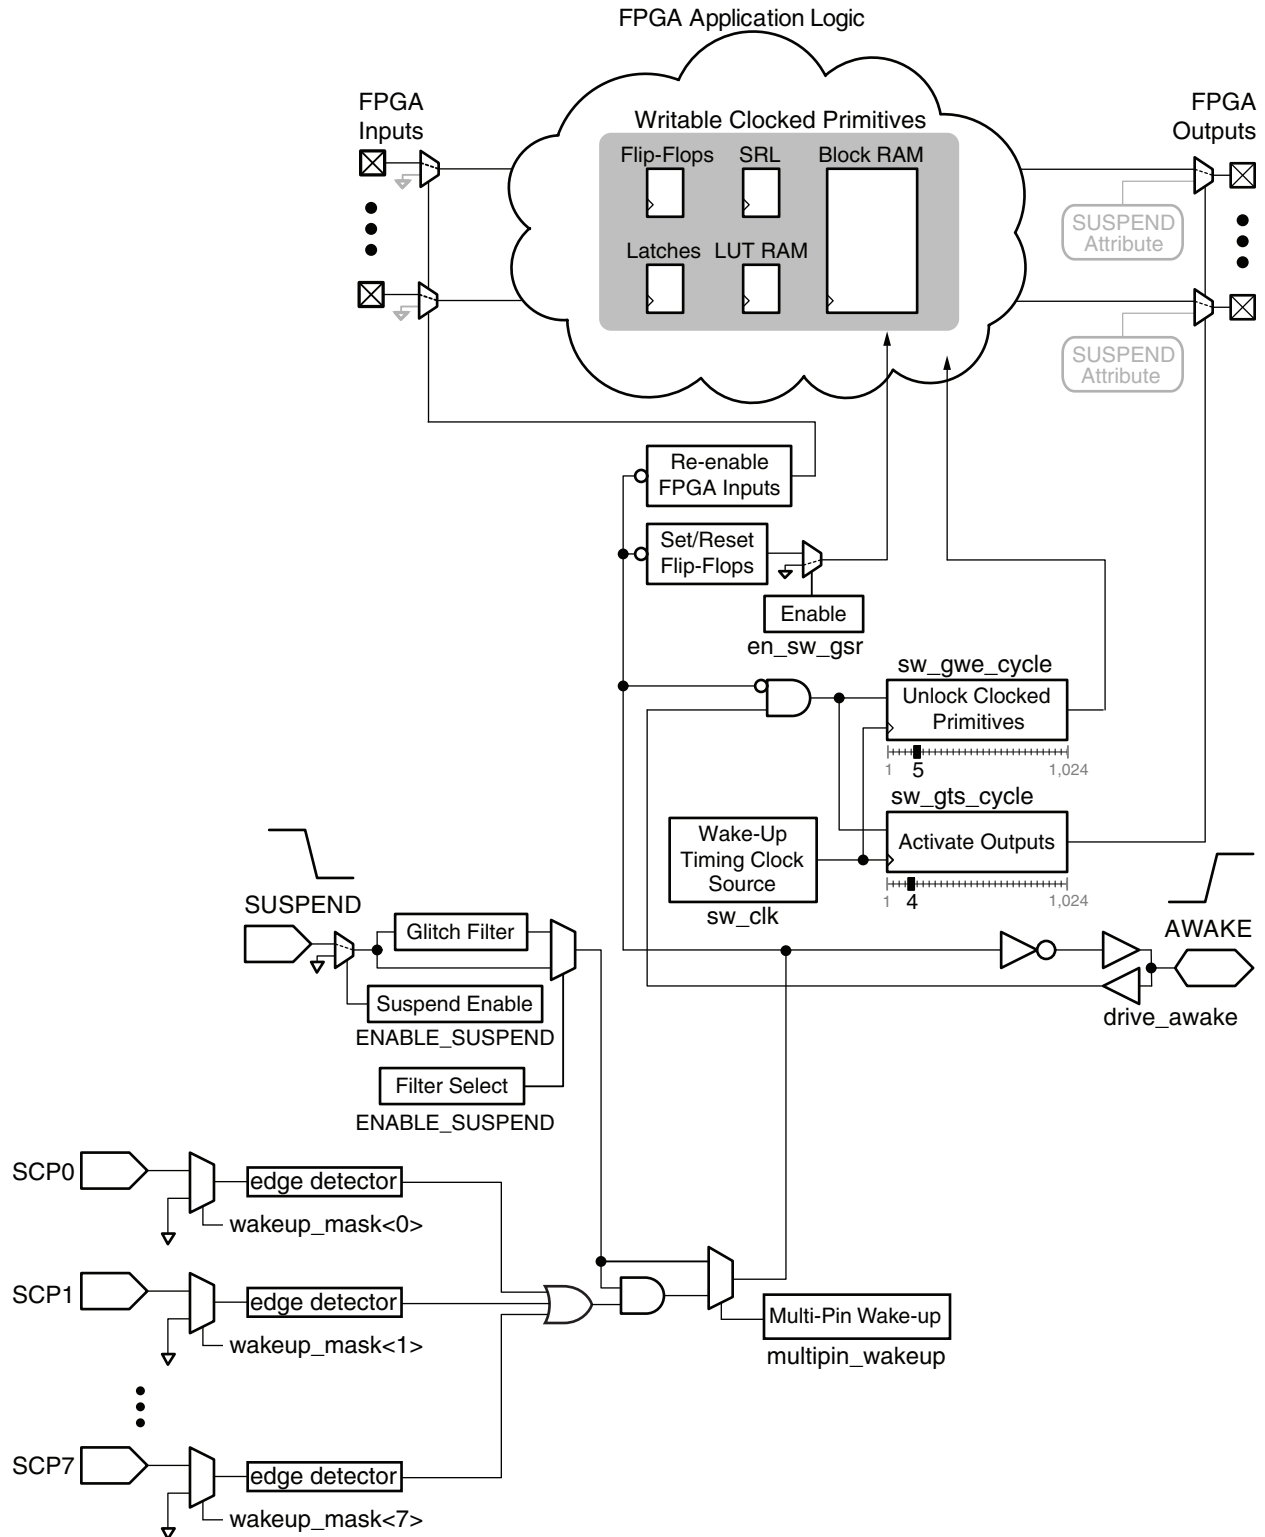 FPGA Application Logic
FPGA
Inputs
FPGA
Outputs
Writable Clocked Primitives
Flip-Flops
SRL
Block RAM
Latches
LUT RAM
SUSPEND
Attribute
SUSPEND
Attribute
Re-enable
FPGA Inputs
Set/Reset
Flip-Flops
Enable
en_sw_gsr
sw_gwe_cycle
Unlock Clocked
Primitives
1
5
1,024
sw_gts_cycle
Activate Outputs
1
4
1,024
Wake-Up
Timing Clock
Source
sw_clk
SUSPEND
Glitch Filter
Suspend Enable
ENABLE_SUSPEND
Filter Select
ENABLE_SUSPEND
AWAKE
drive_awake
SCP0
edge detector
wakeup_mask<0>
SCP1
edge detector
wakeup_mask<1>
Multi-Pin Wake-up
multipin_wakeup
SCP7
edge detector
wakeup_mask<7>